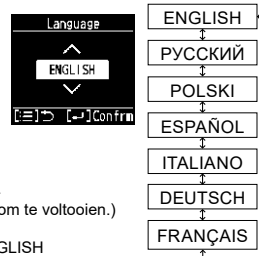 Language
ENGLISH
[☰]⮌ [↵]Confrm
ENGLISH
РУССКИЙ
POLSKI
ESPAÑOL
ITALIANO
DEUTSCH
FRANÇAIS
om te voltooien.)
GLISH